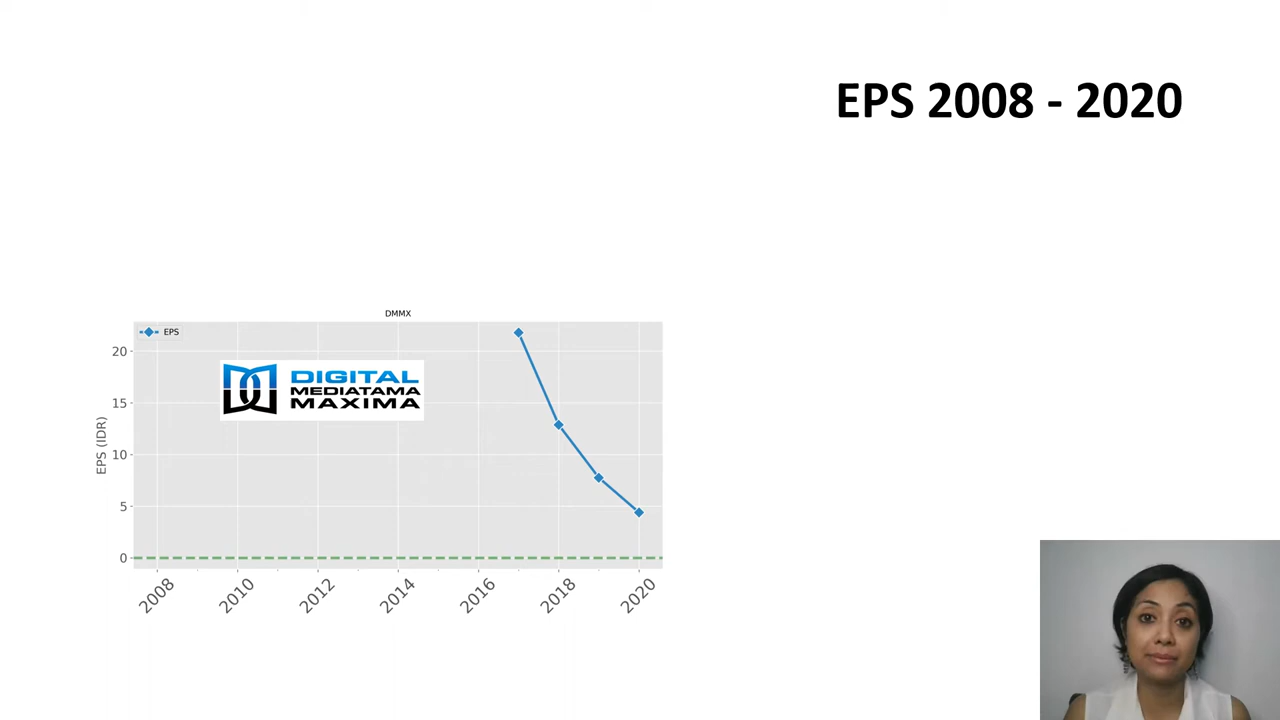 EPS 2008 - 2020
DMMX
EPS
DIGITAL
MEDIATAMA
MAXIMA
EPS (IDR)
20
15
10
5
0
2008
2010
2012
2014
2016
2018
2020